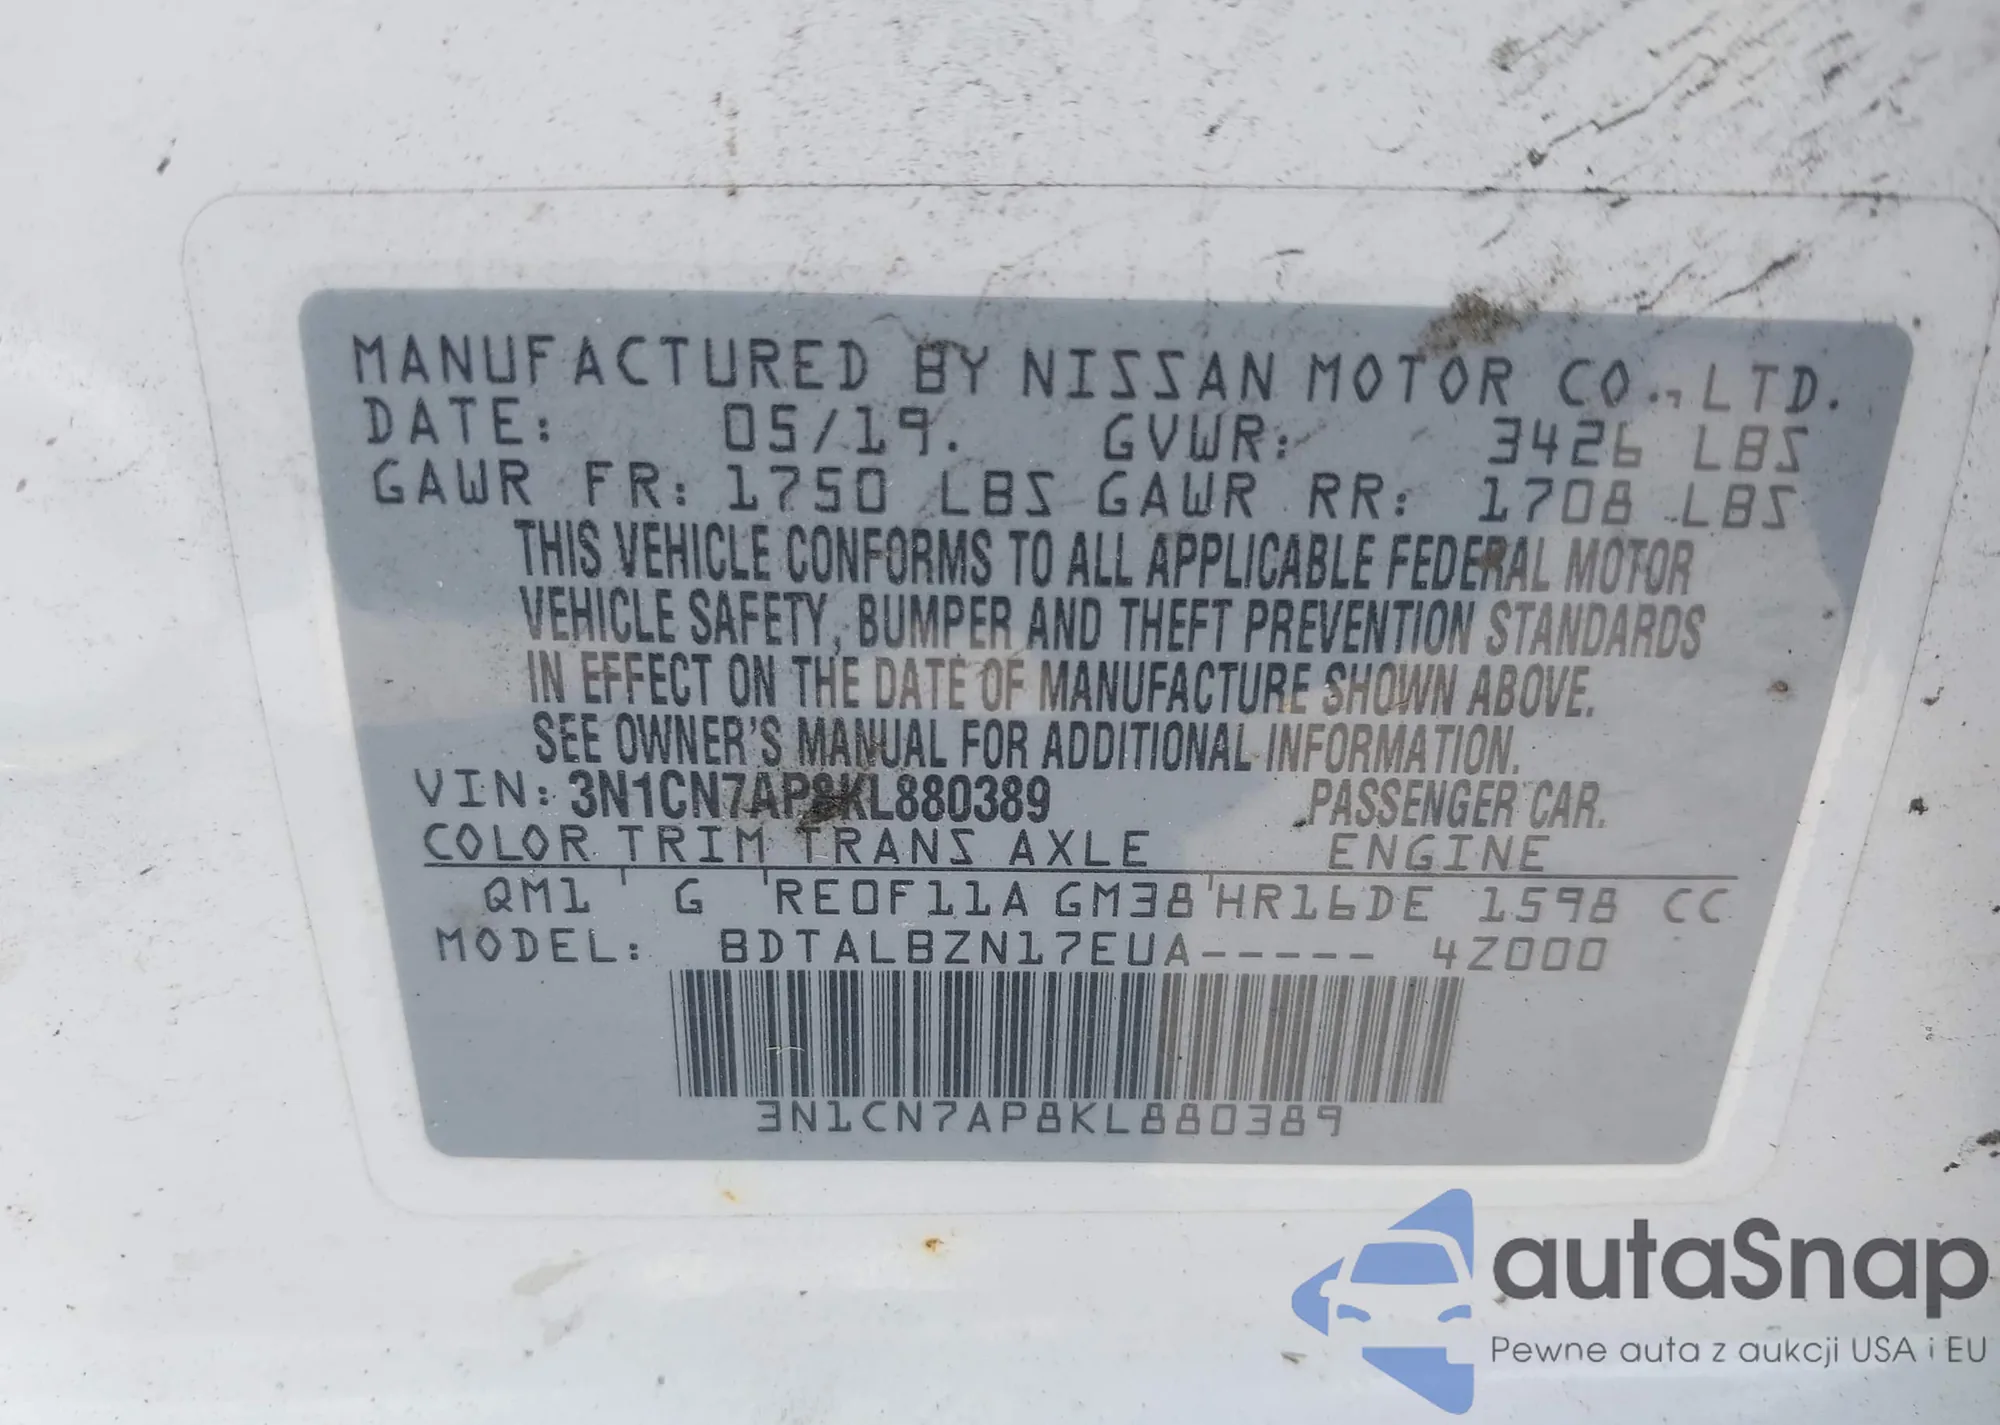 MANUFACTURED BY NISSAN MOTOR CO., LTD.
DATE: 05/19. GVWR: 3426 LBS
GAWR FR: 1750 LBS GAWR RR: 1708 LBS
THIS VEHICLE CONFORMS TO ALL APPLICABLE FEDERAL MOTOR
VEHICLE SAFETY, BUMPER AND THEFT PREVENTION STANDARDS
IN EFFECT ON THE DATE OF MANUFACTURE SHOWN ABOVE.
SEE OWNER'S MANUAL FOR ADDITIONAL INFORMATION.
VIN: 3N1CN7AP8KL880389 PASSENGER CAR.
COLOR TRIM TRANS AXLE ENGINE
QM1 G RE0F11A GM38 HR16DE 1598 CC
MODEL: BDTALBZN17EUA----- 4Z000
3N1CN7AP8KL880389
autaSnap
Pewne auta z aukcji USA i EU